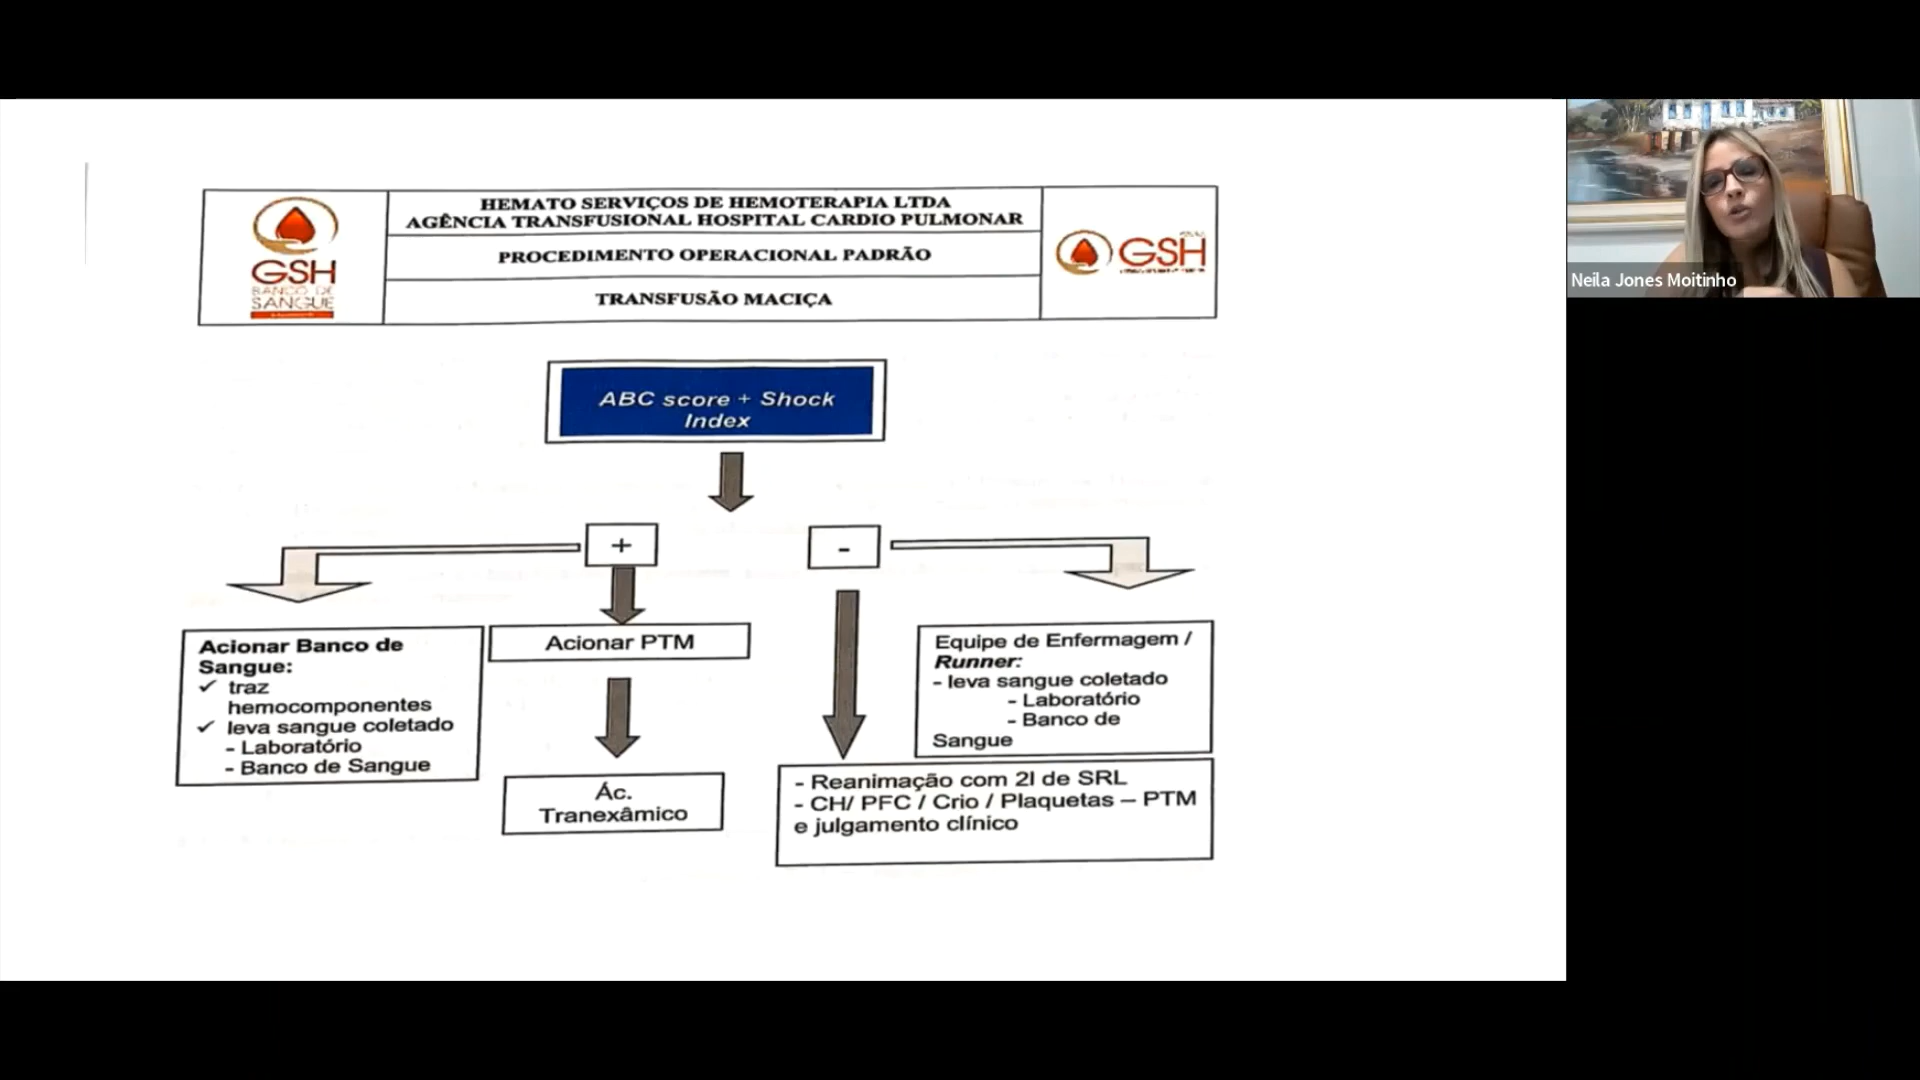 HEMATO SERVIÇOS DE HEMOTERAPIA LTDA
AGÊNCIA TRANSFUSIONAL HOSPITAL CARDIO PULMONAR
PROCEDIMENTO OPERACIONAL PADRÃO
TRANSFUSÃO MACIÇA
GSH
BANCO DE
SANGUE
GSH
Neila Jones Moitinho
ABC score + Shock
Index
+
-
Acionar Banco de
Sangue:
✓ traz
hemocomponentes
✓ leva sangue coletado
- Laboratório
- Banco de Sangue
Acionar PTM
Ác.
Tranexâmico
Equipe de Enfermagem /
Runner:
- leva sangue coletado
- Laboratório
- Banco de
Sangue
- Reanimação com 2l de SRL
- CH/ PFC / Crio / Plaquetas – PTM
e julgamento clínico